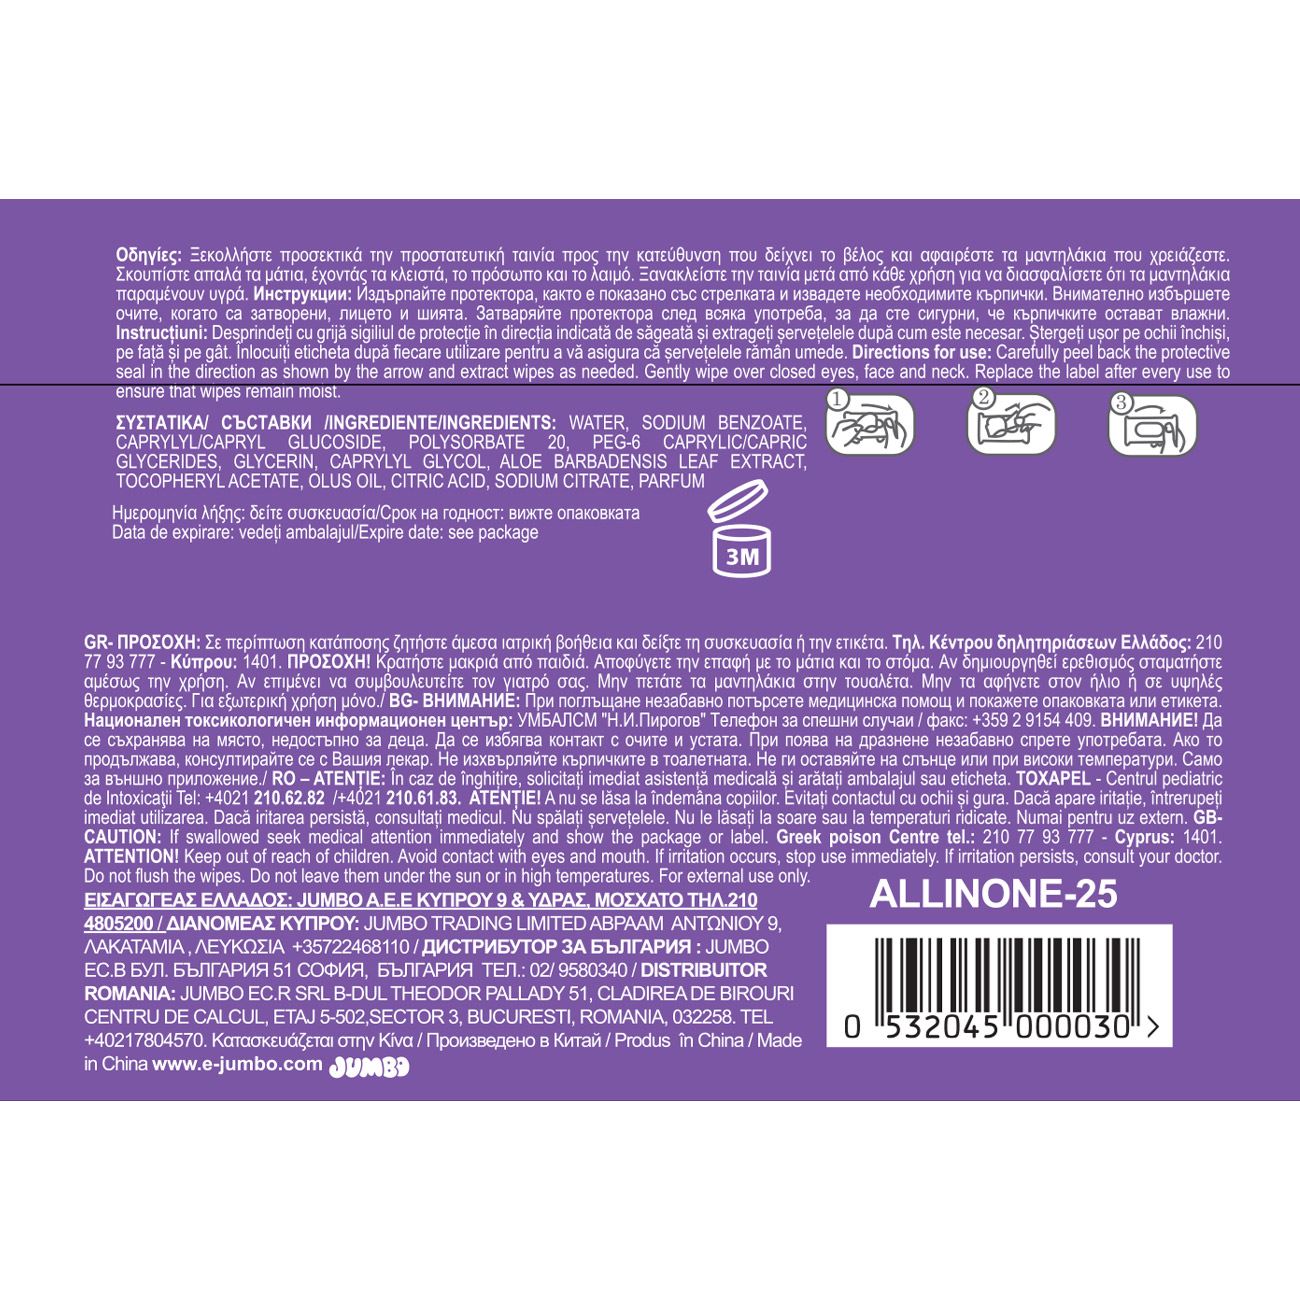 Οδηγίες: Ξεκολλήστε προσεκτικά την προστατευτική ταινία προς την κατεύθυνση που δείχνει το βέλος και αφαιρέστε τα μαντηλάκια που χρειάζεστε.
Σκουπίστε απαλά τα μάτια, έχοντάς τα κλειστά, το πρόσωπο και το λαιμό. Ξανακλείστε την ταινία μετά από κάθε χρήση για να διασφαλίσετε ότι τα μαντηλάκια
παραμένουν υγρά. Инструкции: Издърпайте протектора, както е показано със стрелката и извадете необходимите кърпички. Внимателно избършете
очите, когато са затворени, лицето и шията. Затваряйте протектора след всяка употреба, за да сте сигурни, че кърпичките остават влажни.
Instrucțiuni: Desprindeți cu grijă sigiliul de protecție în direcția indicată de săgeată și extrageți șervețelele după cum este necesar. Ștergeți ușor pe ochii închiși,
pe față și pe gât. Înlocuiți eticheta după fiecare utilizare pentru a vă asigura că șervețelele rămân umede. Directions for use: Carefully peel back the protective
seal in the direction as shown by the arrow and extract wipes as needed. Gently wipe over closed eyes, face and neck. Replace the label after every use to
ensure that wipes remain moist.
1 2 3
ΣΥΣΤΑΤΙΚΑ/ СЪСТАВКИ /INGREDIENTE/INGREDIENTS: WATER, SODIUM BENZOATE,
CAPRYLYL/CAPRYL GLUCOSIDE, POLYSORBATE 20, PEG-6 CAPRYLIC/CAPRIC
GLYCERIDES, GLYCERIN, CAPRYLYL GLYCOL, ALOE BARBADENSIS LEAF EXTRACT,
TOCOPHERYL ACETATE, OLUS OIL, CITRIC ACID, SODIUM CITRATE, PARFUM
Ημερομηνία λήξης: δείτε συσκευασία/Срок на годност: вижте опаковката
Data de expirare: vedeți ambalajul/Expire date: see package
3M
GR- ΠΡΟΣΟΧΗ: Σε περίπτωση κατάποσης ζητήστε άμεσα ιατρική βοήθεια και δείξτε τη συσκευασία ή την ετικέτα. Τηλ. Κέντρου δηλητηριάσεων Ελλάδος: 210
77 93 777 - Κύπρου: 1401. ΠΡΟΣΟΧΗ! Κρατήστε μακριά από παιδιά. Αποφύγετε την επαφή με το μάτια και το στόμα. Αν δημιουργηθεί ερεθισμός σταματήστε
αμέσως την χρήση. Αν επιμένει να συμβουλευτείτε τον γιατρό σας. Μην πετάτε τα μαντηλάκια στην τουαλέτα. Μην τα αφήνετε στον ήλιο ή σε υψηλές
θερμοκρασίες. Για εξωτερική χρήση μόνο./ BG- ВНИМАНИЕ: При поглъщане незабавно потърсете медицинска помощ и покажете опаковката или етикета.
Национален токсикологичен информационен център: УМБАЛСМ "Н.И.Пирогов" Телефон за спешни случаи / факс: +359 2 9154 409. ВНИМАНИЕ! Да
се съхранява на място, недостъпно за деца. Да се избягва контакт с очите и устата. При поява на дразнене незабавно спрете употребата. Ако то
продължава, консултирайте се с Вашия лекар. Не изхвърляйте кърпичките в тоалетната. Не ги оставяйте на слънце или при високи температури. Само
за външно приложение./ RO – ATENȚIE: În caz de înghițire, solicitați imediat asistență medicală și arătați ambalajul sau eticheta. TOXAPEL - Centrul pediatric
de Intoxicaţii Tel: +4021 210.62.82 /+4021 210.61.83. ATENȚIE! A nu se lăsa la îndemâna copiilor. Evitați contactul cu ochii și gura. Dacă apare iritație, întrerupeți
imediat utilizarea. Dacă iritarea persistă, consultați medicul. Nu spălați șervețelele. Nu le lăsați la soare sau la temperaturi ridicate. Numai pentru uz extern. GB-
CAUTION: If swallowed seek medical attention immediately and show the package or label. Greek poison Centre tel.: 210 77 93 777 - Cyprus: 1401.
ATTENTION! Keep out of reach of children. Avoid contact with eyes and mouth. If irritation occurs, stop use immediately. If irritation persists, consult your doctor.
Do not flush the wipes. Do not leave them under the sun or in high temperatures. For external use only.
ΕΙΣΑΓΩΓΕΑΣ ΕΛΛΑΔΟΣ: JUMBO Α.Ε.Ε ΚΥΠΡΟΥ 9 & ΥΔΡΑΣ, ΜΟΣΧΑΤΟ ΤΗΛ.210
4805200 / ΔΙΑΝΟΜΕΑΣ ΚΥΠΡΟΥ: JUMBO TRADING LIMITED ΑΒΡΑΑΜ ΑΝΤΩΝΙΟΥ 9,
ΛΑΚΑΤΑΜΙΑ , ΛΕΥΚΩΣΙΑ +35722468110 / ДИСТРИБУТОР ЗА БЪЛГАРИЯ : JUMBO
EC.B БУЛ. БЪЛГАРИЯ 51 СОФИЯ, БЪЛГАРИЯ ТЕЛ.: 02/ 9580340 / DISTRIBUITOR
ROMANIA: JUMBO EC.R SRL B-DUL THEODOR PALLADY 51, CLADIREA DE BIROURI
CENTRU DE CALCUL, ETAJ 5-502,SECTOR 3, BUCURESTI, ROMANIA, 032258. TEL
+40217804570. Κατασκευάζεται στην Κίνα / Произведено в Китай / Produs în China / Made
in China www.e-jumbo.com JUMBO
ALLINONE-25
0 532045 000030 >